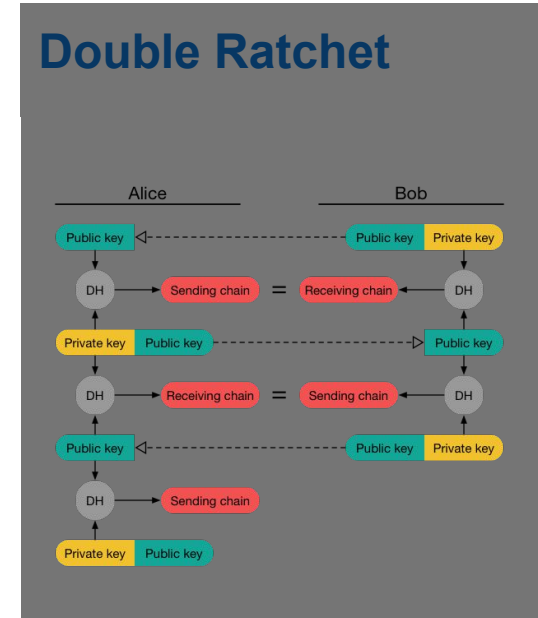 Double Ratchet
Alice Bob
Public key Public key Private key
DH Sending chain = Receiving chain DH
Private key Public key Public key
DH Receiving chain = Sending chain DH
Public key Public key Private key
DH Sending chain
Private key Public key